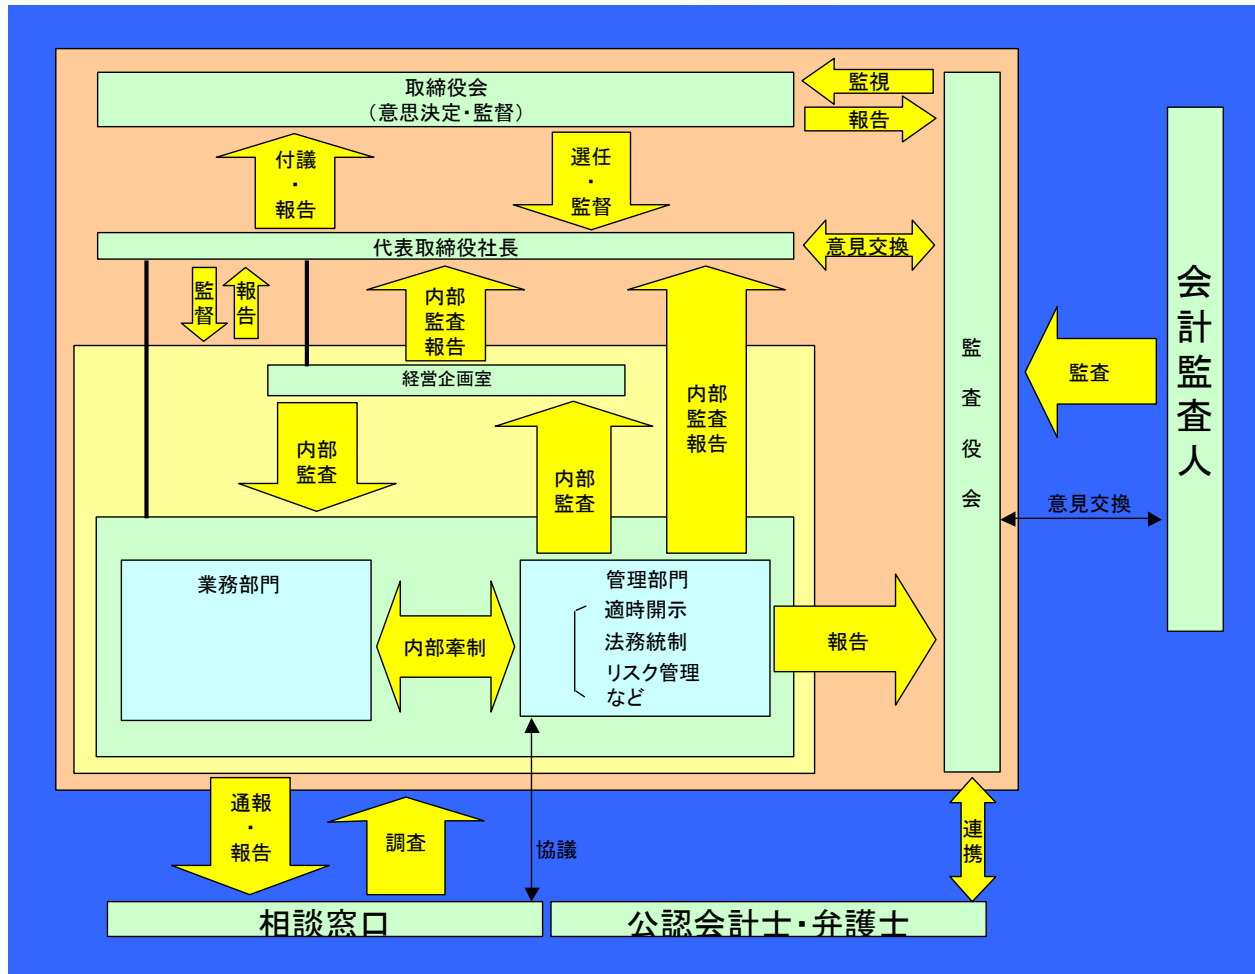 取締役会
(意思決定・監督)
監視
報告
付議
・
報告
選任
・
監督
代表取締役社長
意見交換
監督
報告
内部
監査
報告
経営企画室
内部
監査
内部
監査
内部
監査
報告
監査役会
監査
意見交換
会計監査人
業務部門
内部牽制
管理部門
適時開示
法務統制
リスク管理
など
報告
通報
・
報告
調査
協議
連携
相談窓口
公認会計士・弁護士